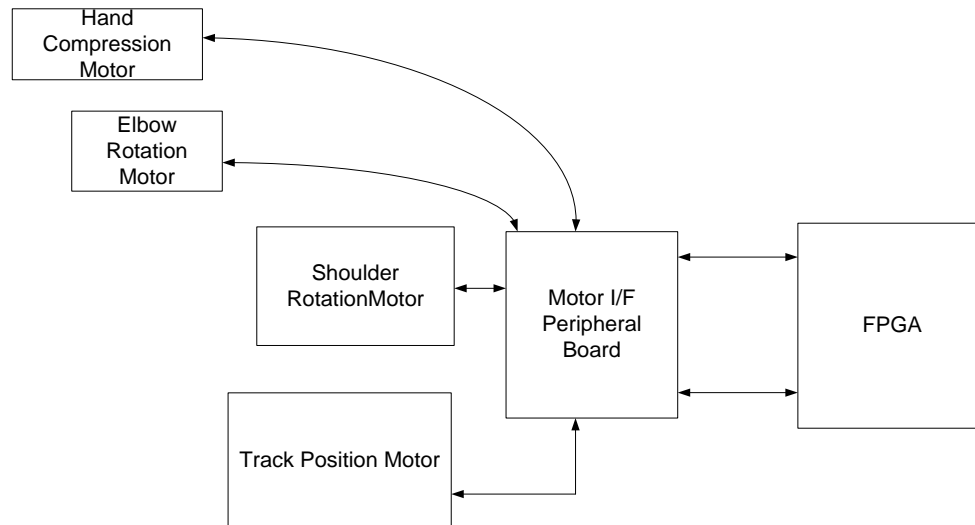 Hand
Compression
Motor
Elbow
Rotation
Motor
Shoulder
RotationMotor
Motor I/F
Peripheral
Board
FPGA
Track Position Motor